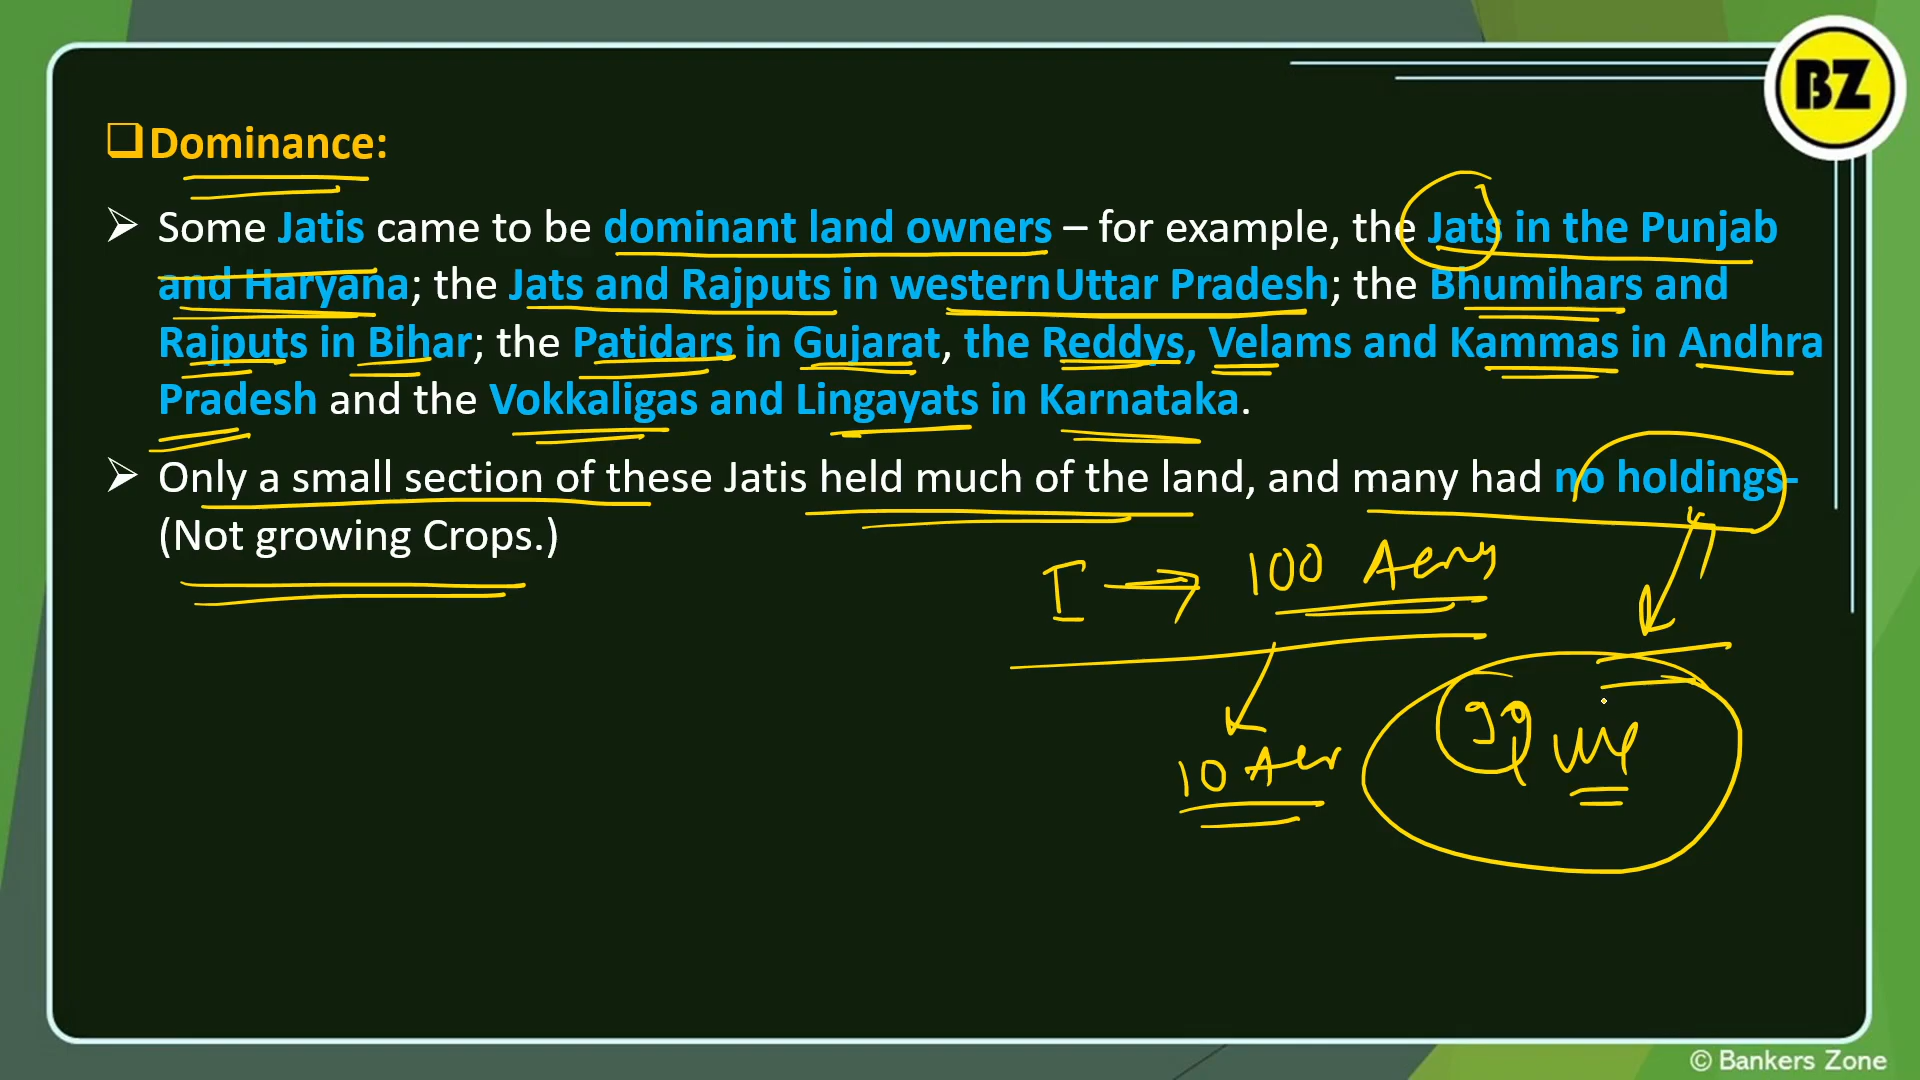 BZ
Dominance:
Some Jatis came to be dominant land owners – for example, the Jats in the Punjab
and Haryana; the Jats and Rajputs in western Uttar Pradesh; the Bhumihars and
Rajputs in Bihar; the Patidars in Gujarat, the Reddys, Velams and Kammas in Andhra
Pradesh and the Vokkaligas and Lingayats in Karnataka.
Only a small section of these Jatis held much of the land, and many had no holdings-
(Not growing Crops.)
I → 100
10
© Bankers Zone